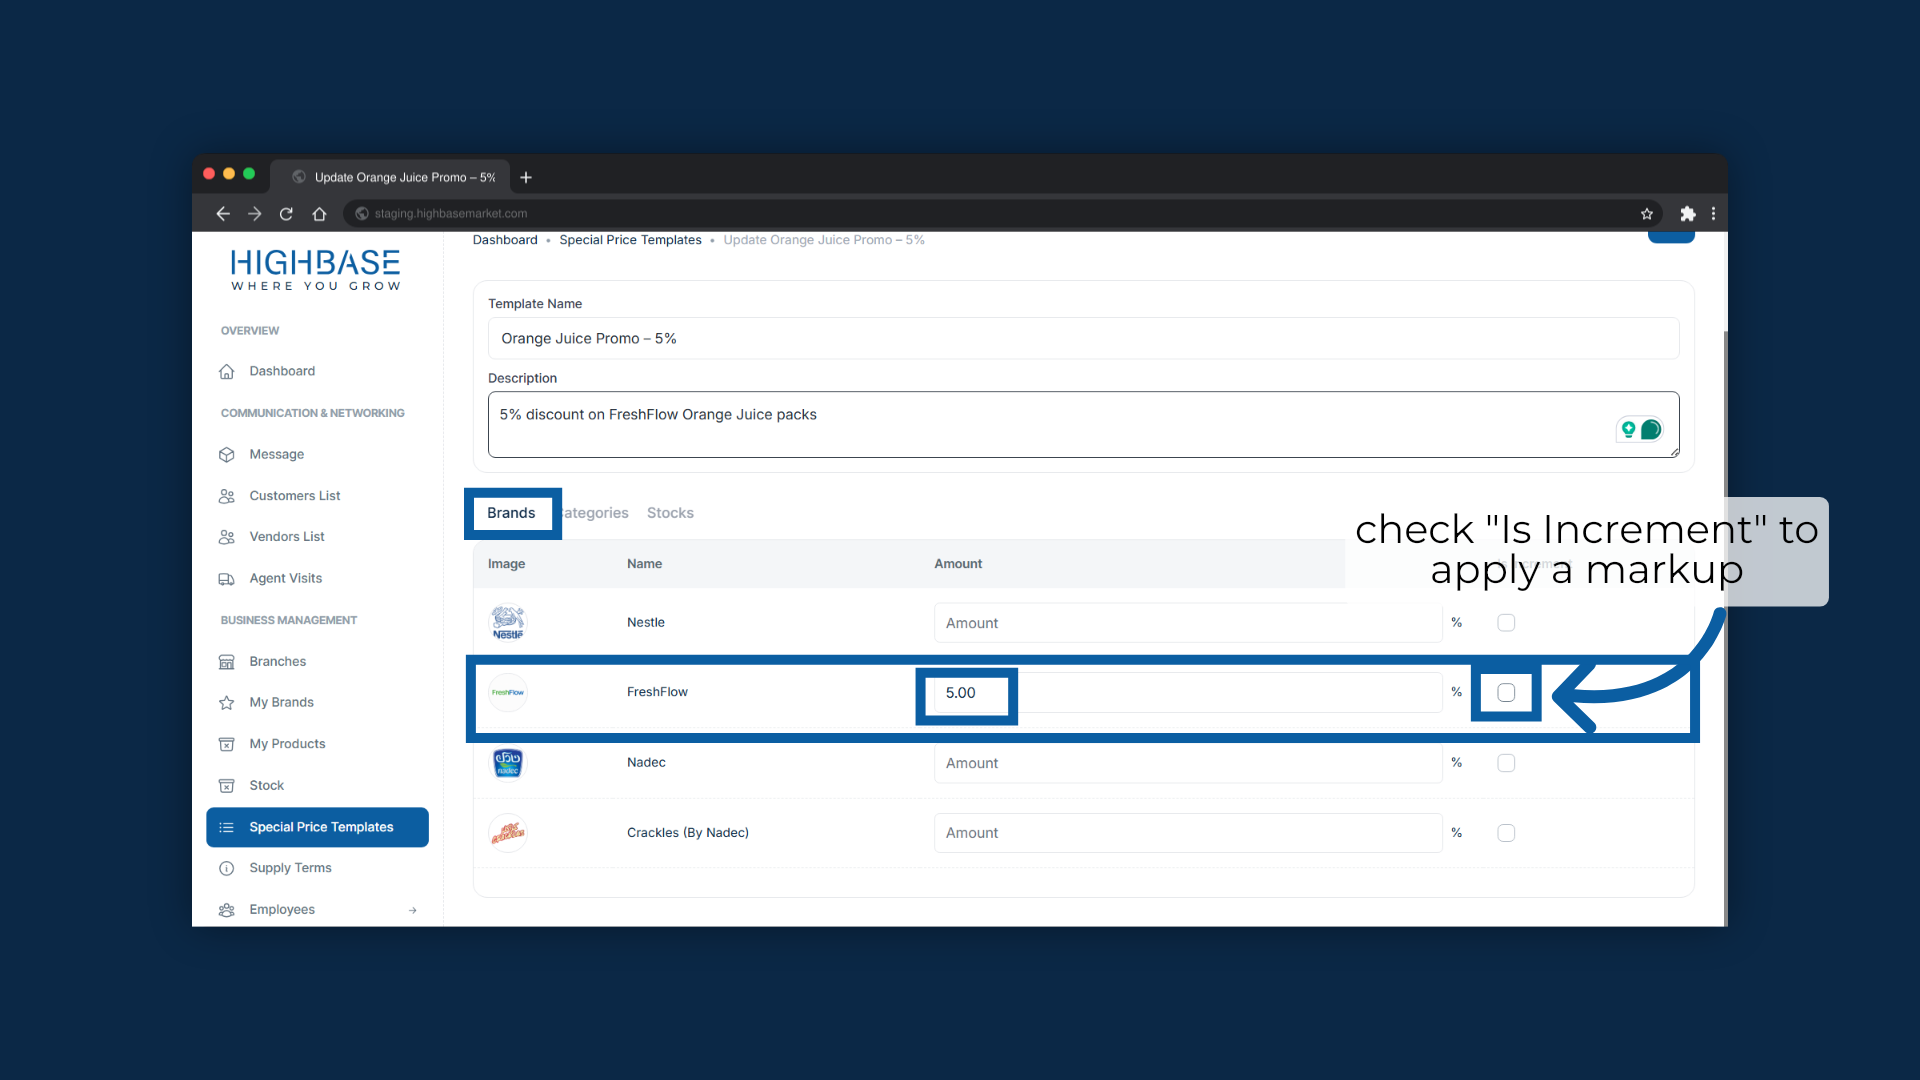 Update Orange Juice Promo – 5%
staging.highbasemarket.com
HIGHBASE
WHERE YOU GROW
Dashboard • Special Price Templates • Update Orange Juice Promo – 5%
OVERVIEW
Dashboard
COMMUNICATION & NETWORKING
Message
Customers List
Vendors List
Agent Visits
BUSINESS MANAGEMENT
Branches
My Brands
My Products
Stock
Special Price Templates
Supply Terms
Employees
Template Name
Orange Juice Promo – 5%
Description
5% discount on FreshFlow Orange Juice packs
Brands ategories Stocks
check "Is Increment" to
apply a markup
Image Name Amount
Nestlé Nestle Amount %
FreshFlow FreshFlow 5.00 %
نادك nadec Nadec Amount %
Crackles (By Nadec) Amount %